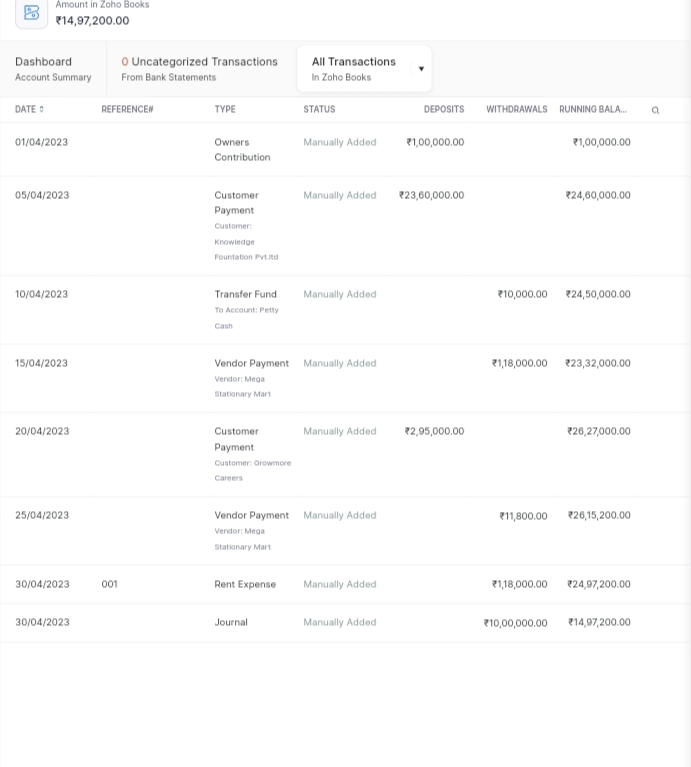 Amount in Zoho Books
₹14,97,200.00
Dashboard
Account Summary
0 Uncategorized Transactions
From Bank Statements
All Transactions
In Zoho Books
DATE REFERENCE# TYPE STATUS DEPOSITS WITHDRAWALS RUNNING BALA...
01/04/2023 Owners Manually Added ₹1,00,000.00 ₹1,00,000.00
Contribution
05/04/2023 Customer Manually Added ₹23,60,000.00 ₹24,60,000.00
Payment
Customer:
Knowledge
Fountation Pvt.ltd
10/04/2023 Transfer Fund Manually Added ₹10,000.00 ₹24,50,000.00
To Account: Petty
Cash
15/04/2023 Vendor Payment Manually Added ₹1,18,000.00 ₹23,32,000.00
Vendor: Mega
Stationary Mart
20/04/2023 Customer Manually Added ₹2,95,000.00 ₹26,27,000.00
Payment
Customer: Growmore
Careers
25/04/2023 Vendor Payment Manually Added ₹11,800.00 ₹26,15,200.00
Vendor: Mega
Stationary Mart
30/04/2023 001 Rent Expense Manually Added ₹1,18,000.00 ₹24,97,200.00
30/04/2023 Journal Manually Added ₹10,00,000.00 ₹14,97,200.00